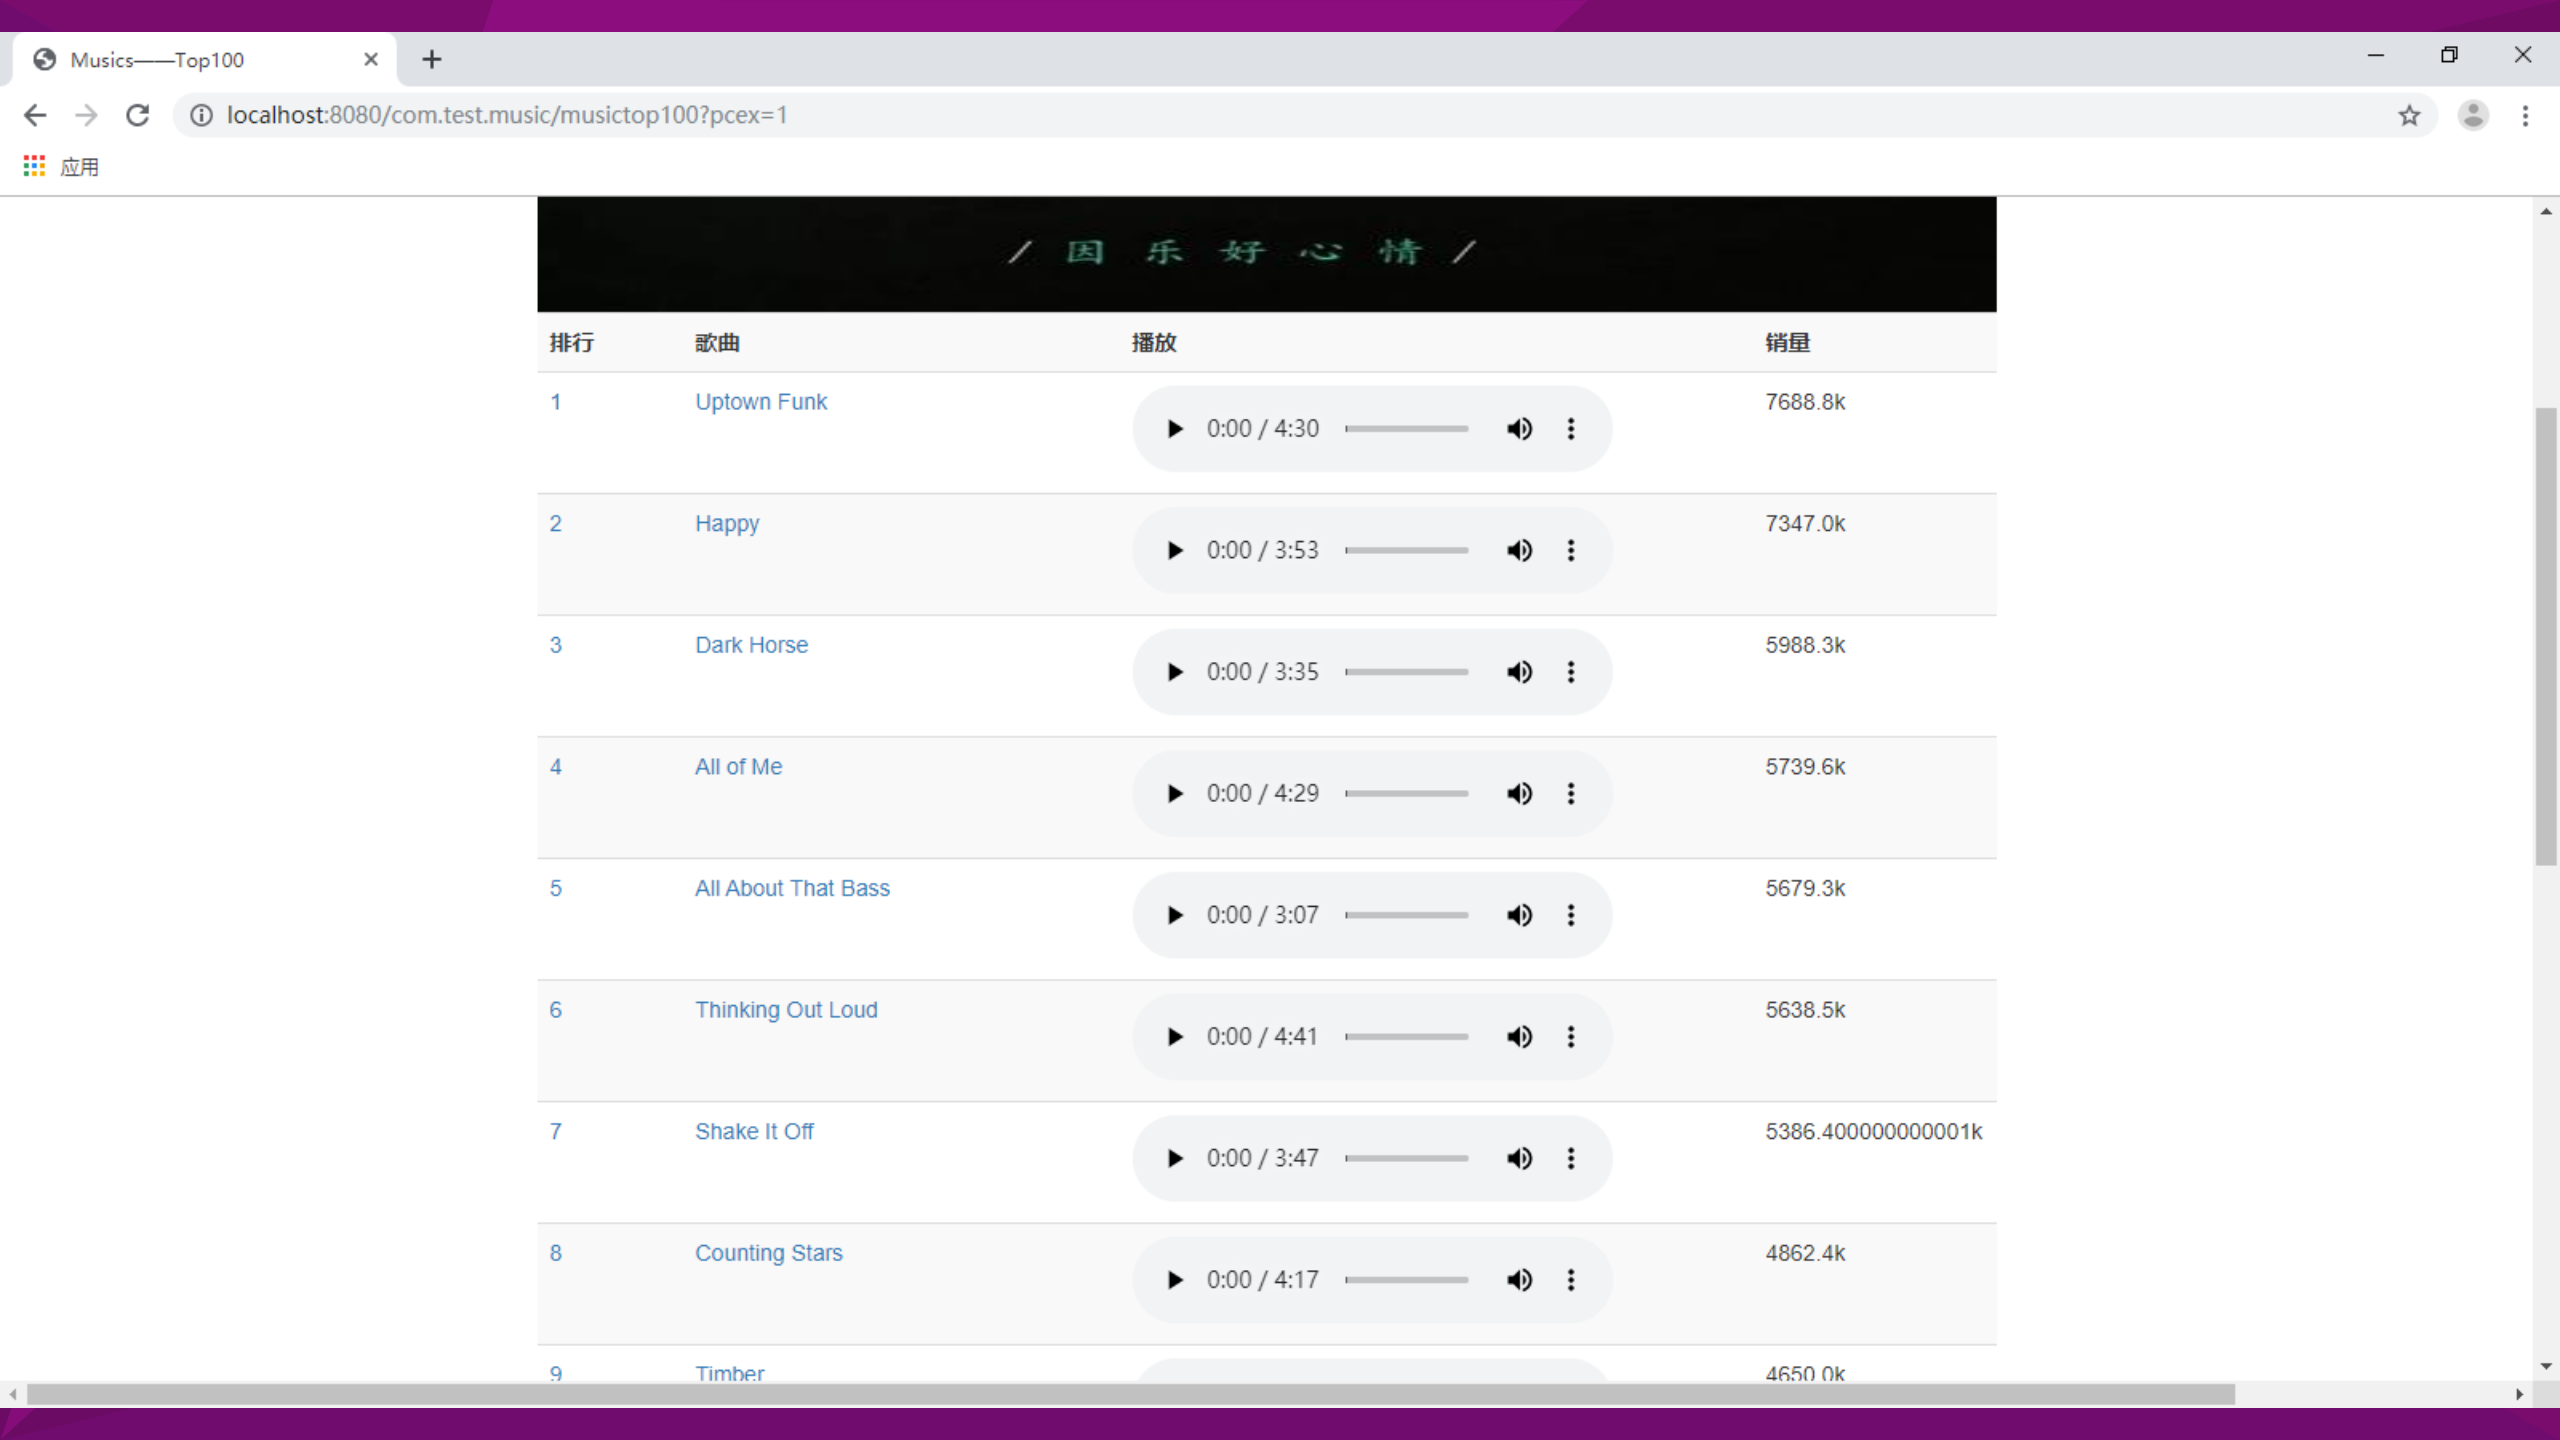 Musics——Top100
localhost:8080/com.test.music/musictop100?pcex=1
应用
/ 因 乐 好 心 情 /
排行 歌曲 播放 销量
1 Uptown Funk 0:00 / 4:30 7688.8k
2 Happy 0:00 / 3:53 7347.0k
3 Dark Horse 0:00 / 3:35 5988.3k
4 All of Me 0:00 / 4:29 5739.6k
5 All About That Bass 0:00 / 3:07 5679.3k
6 Thinking Out Loud 0:00 / 4:41 5638.5k
7 Shake It Off 0:00 / 3:47 5386.400000000001k
8 Counting Stars 0:00 / 4:17 4862.4k
9 Timber 4650.0k